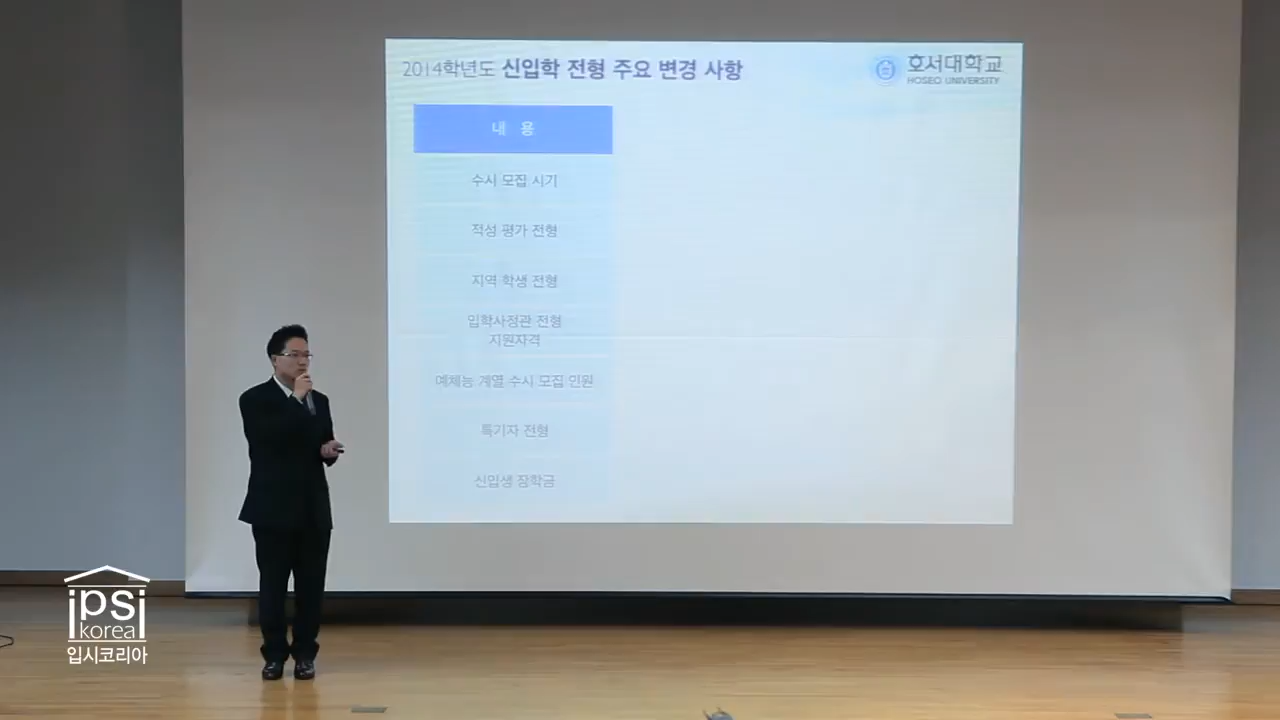 2014학년도 신입학 전형 주요 변경 사항
호서대학교
HOSEO UNIVERSITY
내 용
수시 모집 시기
적성 평가 전형
지역 학생 전형
입학사정관 전형
지원자격
예체능 계열 수시 모집 인원
특기자 전형
신입생 장학금
ipsi
korea
입시코리아